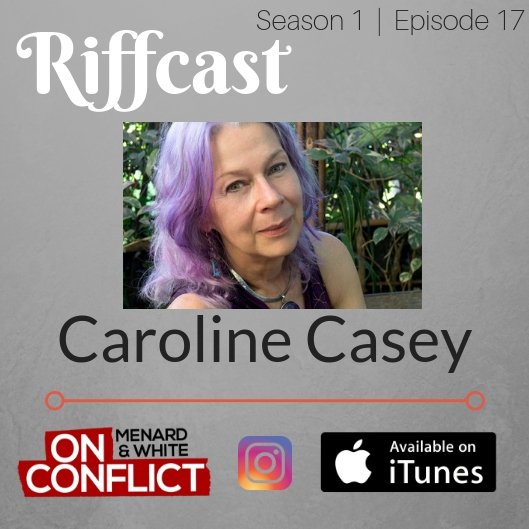 Season 1 | Episode 17
Riffcast
Caroline Casey
ON MENARD & WHITE
CONFLICT
Available on
iTunes